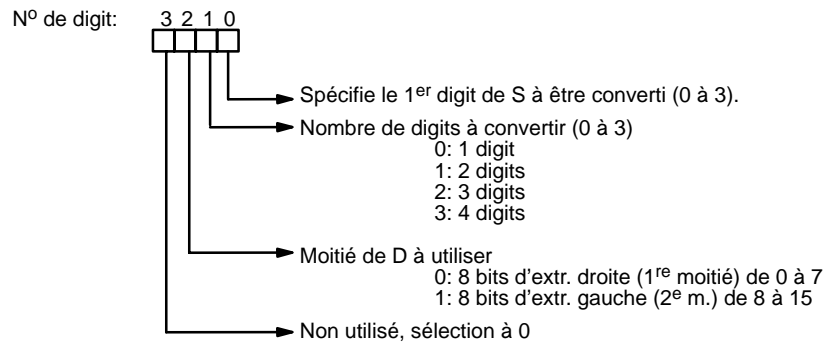 Nº de digit: 3 2 1 0
Spécifie le 1er digit de S à être converti (0 à 3).
Nombre de digits à convertir (0 à 3)
0: 1 digit
1: 2 digits
2: 3 digits
3: 4 digits
Moitié de D à utiliser
0: 8 bits d'extr. droite (1re moitié) de 0 à 7
1: 8 bits d'extr. gauche (2e m.) de 8 à 15
Non utilisé, sélection à 0